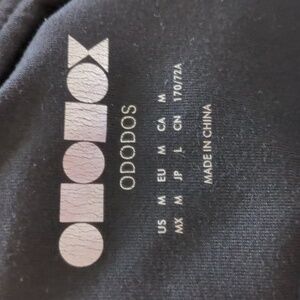 ODODOS
US M EU M CA M
MX M JP L CN 170/72A
MADE IN CHINA